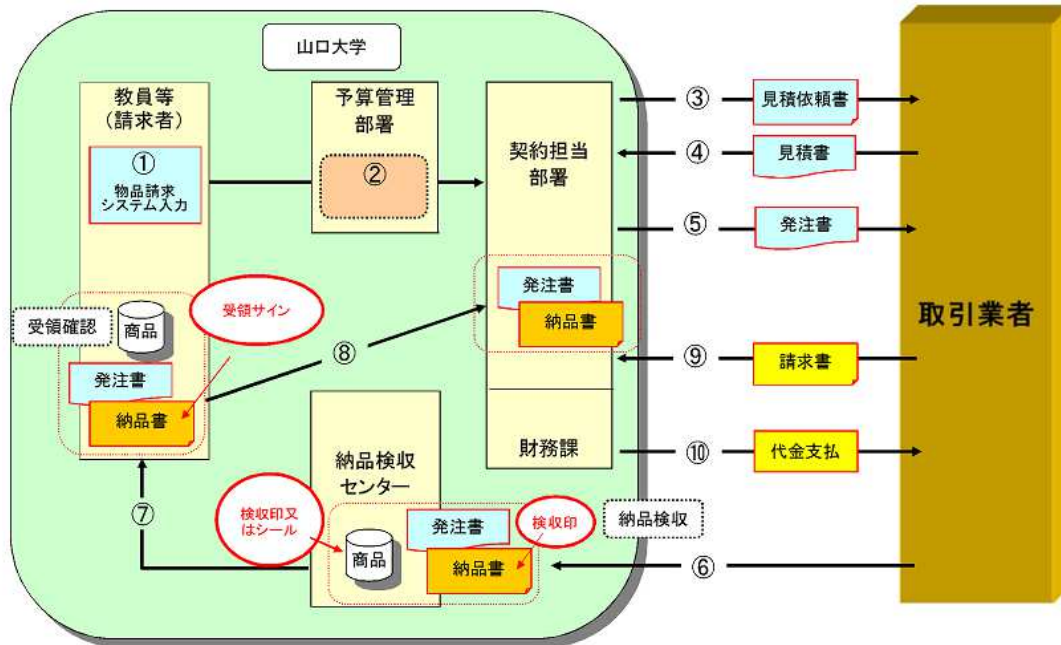 山口大学
教員等
（請求者）
①
物品請求
システム入力
予算管理
部署
②
契約担当
部署
③
見積依頼書
④
見積書
⑤
発注書
取引業者
発注書
納品書
受領サイン
受領確認
商品
発注書
納品書
⑧
⑨
請求書
財務課
⑩
代金支払
納品検収
センター
⑦
検収印又
はシール
商品
発注書
納品書
検収印
納品検収
⑥